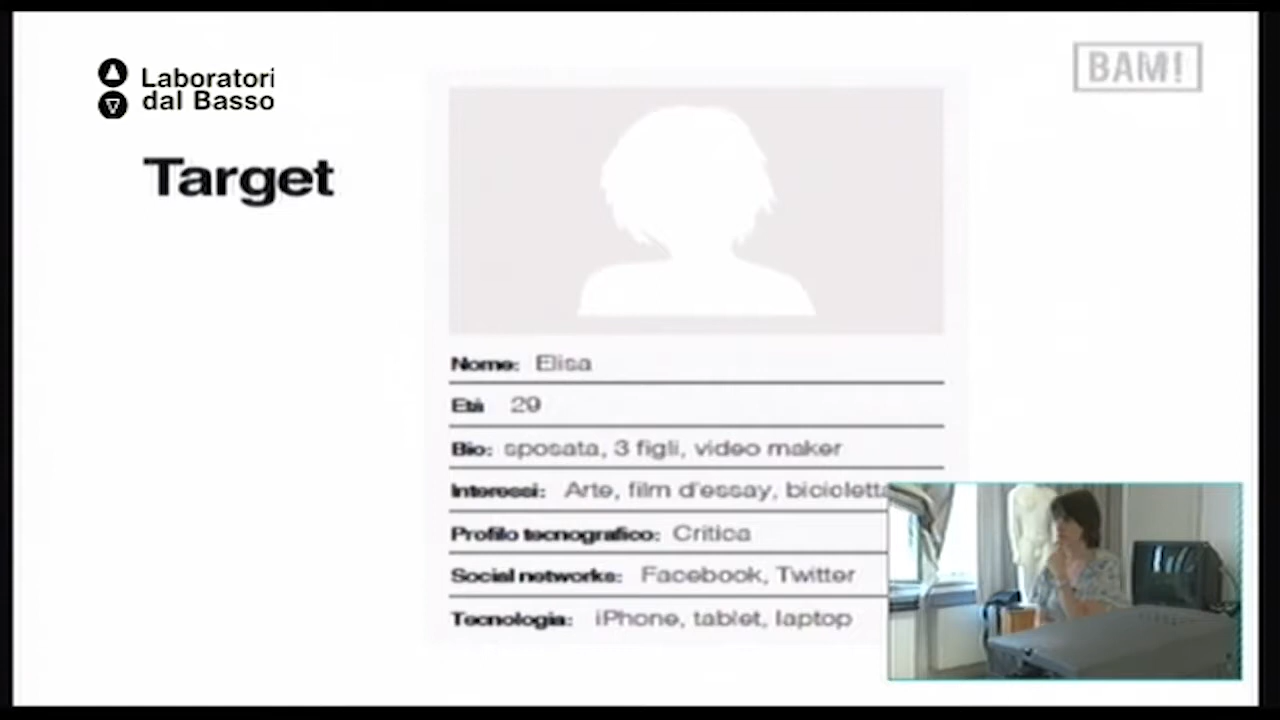 Laboratori
dal Basso
BAM!
Target
Nome: Elisa
Età 29
Bio: sposata, 3 figli, video maker
Interessi: Arte, film d'essay, bicicletta
Profilo tecnografico: Critica
Social networks: Facebook, Twitter
Tecnologia: iPhone, tablet, laptop